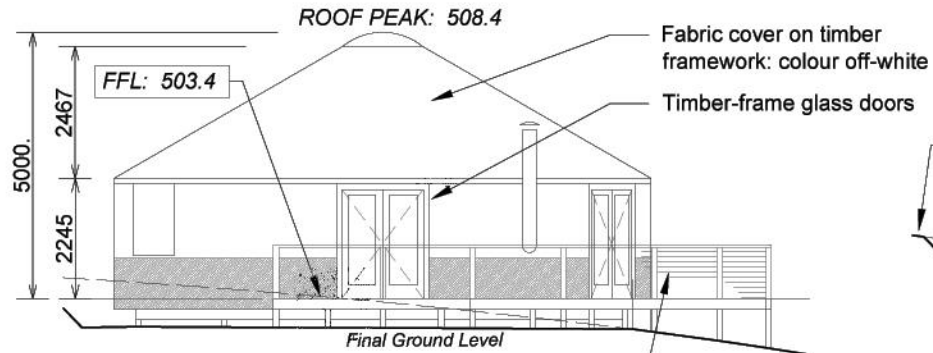 ROOF PEAK: 508.4
Fabric cover on timber
framework: colour off-white
FFL: 503.4
Timber-frame glass doors
2467
5000.
2245
Final Ground Level